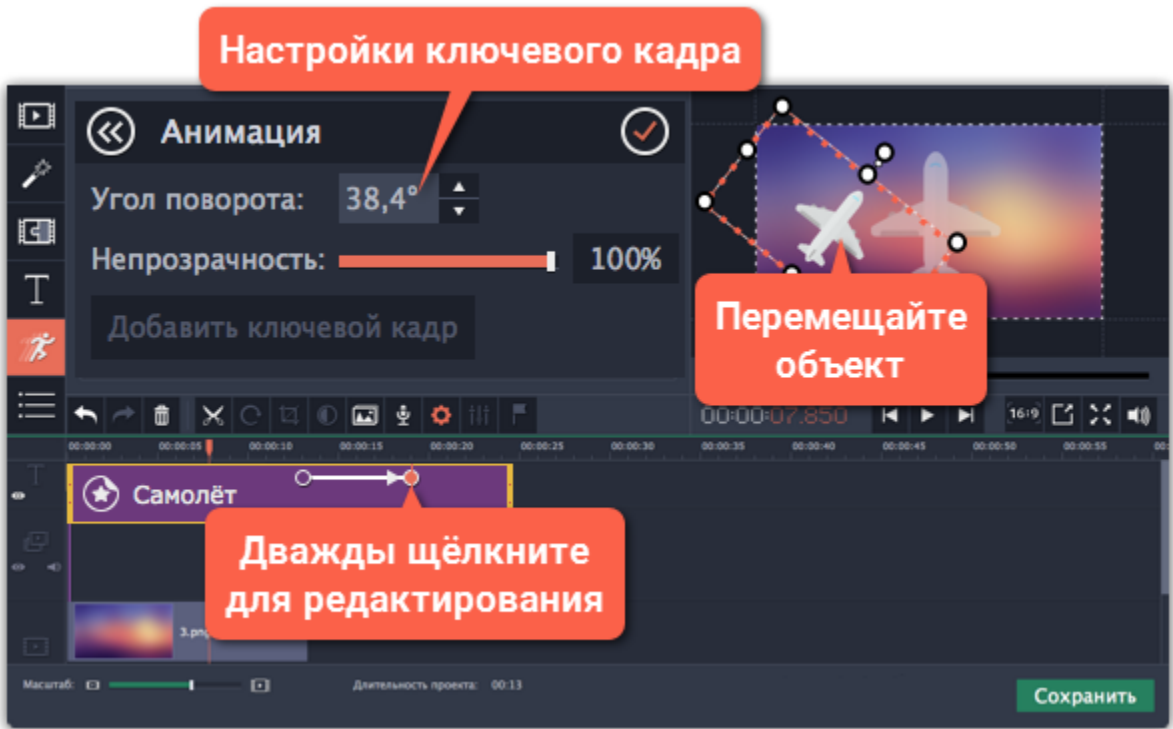 Настройки ключевого кадра
Анимация
Угол поворота: 38,4°
Непрозрачность: 100%
Добавить ключевой кадр
Перемещайте
объект
T
00:00:07.850
16:9
00:00:00 00:00:05 00:00:10 00:00:15 00:00:20 00:00:25 00:00:30 00:00:35 00:00:40 00:00:45 00:00:50 00:00:55 00:
T
Самолёт
Дважды щёлкните
для редактирования
3.png
Масштаб: Длительность проекта: 00:13
Сохранить